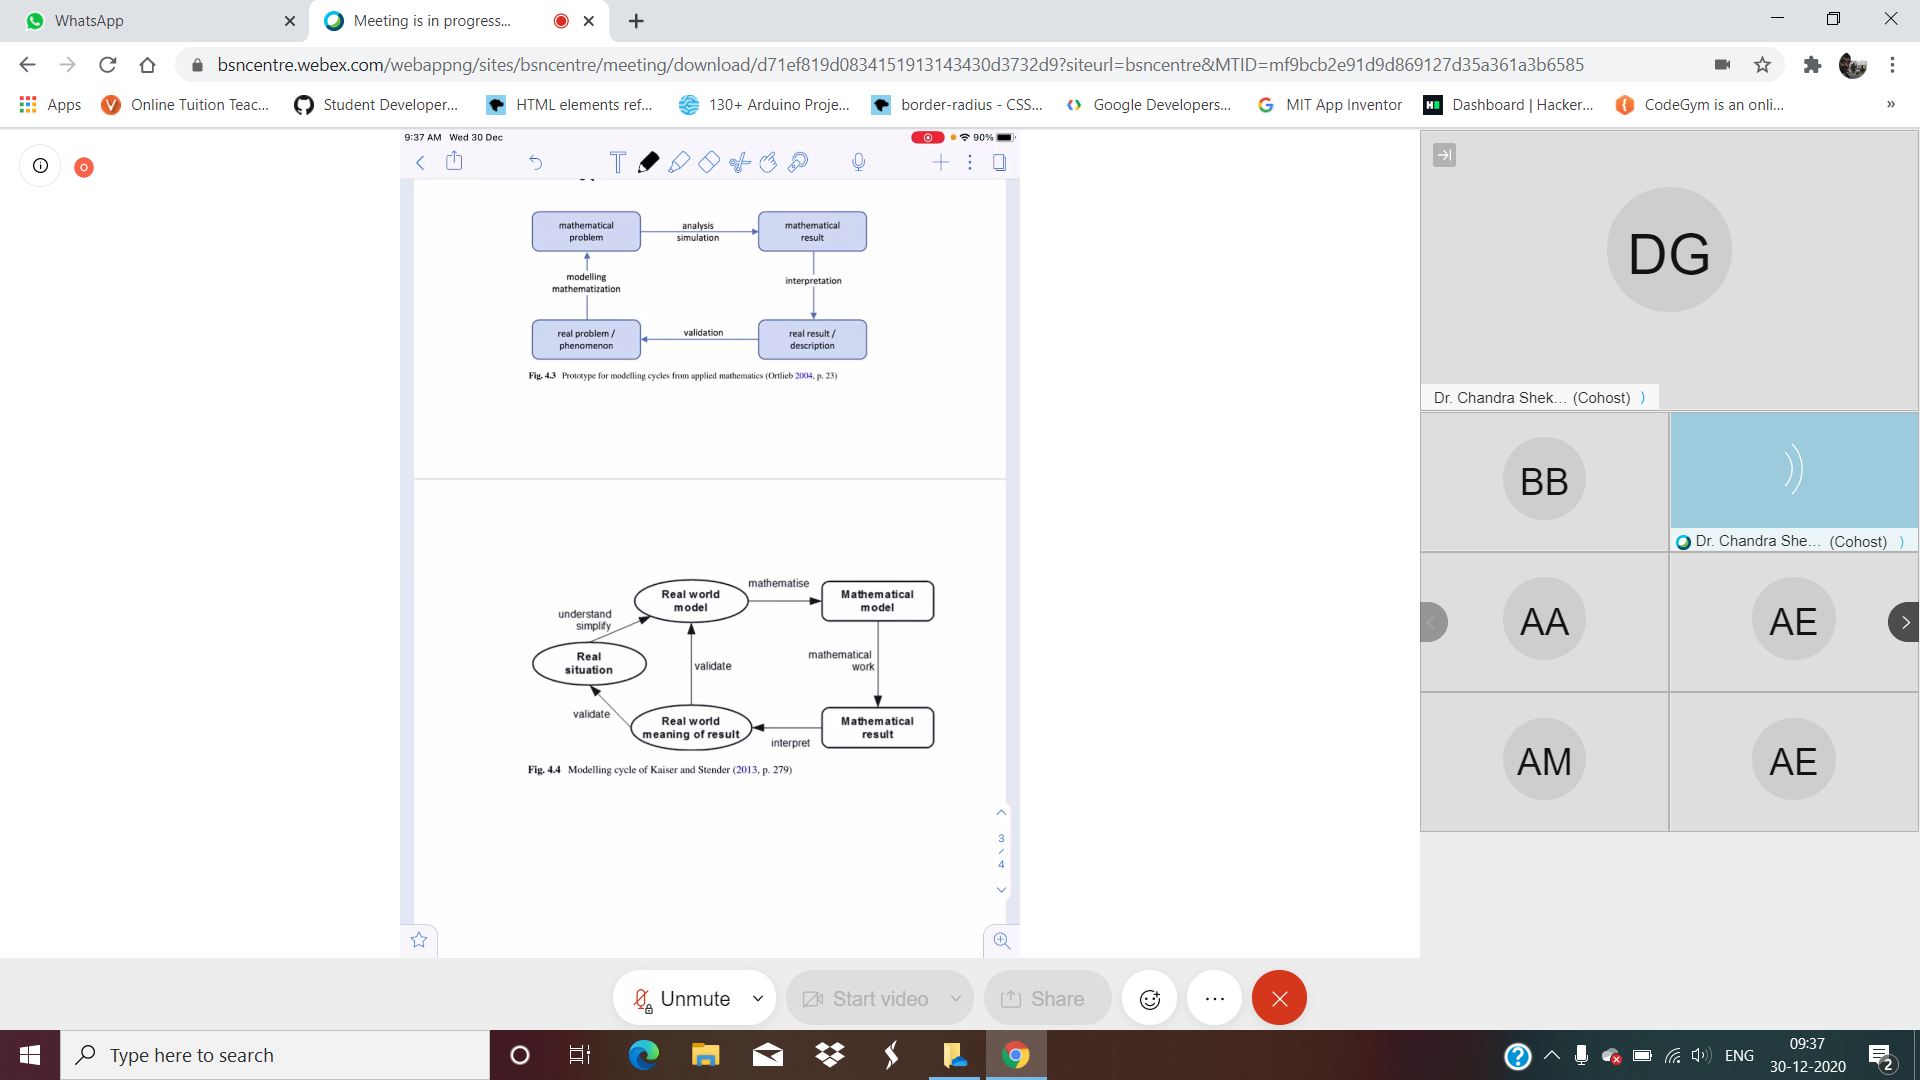 WhatsApp
Meeting is in progress...
bsncentre.webex.com/webappng/sites/bsncentre/meeting/download/d71ef819d0834151913143430d3732d9?siteurl=bsncentre&MTID=mf9bcb2e91d9d869127d35a361a3b6585
Apps
Online Tuition Teac...
Student Developer...
HTML elements ref...
130+ Arduino Proje...
border-radius - CSS...
Google Developers...
MIT App Inventor
Dashboard | Hacker...
CodeGym is an onli...
»
9:37 AM Wed 30 Dec
90%
mathematical
problem
analysis
simulation
mathematical
result
modelling
mathematization
interpretation
real problem /
phenomenon
validation
real result /
description
Fig. 4.3 Prototype for modelling cycles from applied mathematics (Ortlieb 2004, p. 23)
Real world
model
mathematise
Mathematical
model
understand
simplify
Real
situation
validate
mathematical
work
validate
Real world
meaning of result
interpret
Mathematical
result
Fig. 4.4 Modelling cycle of Kaiser and Stender (2013, p. 279)
3
/
4
DG
Dr. Chandra Shek... (Cohost)
BB
Dr. Chandra She... (Cohost)
AA
AE
AM
AE
Unmute
Start video
Share
Type here to search
ENG
09:37
30-12-2020
2